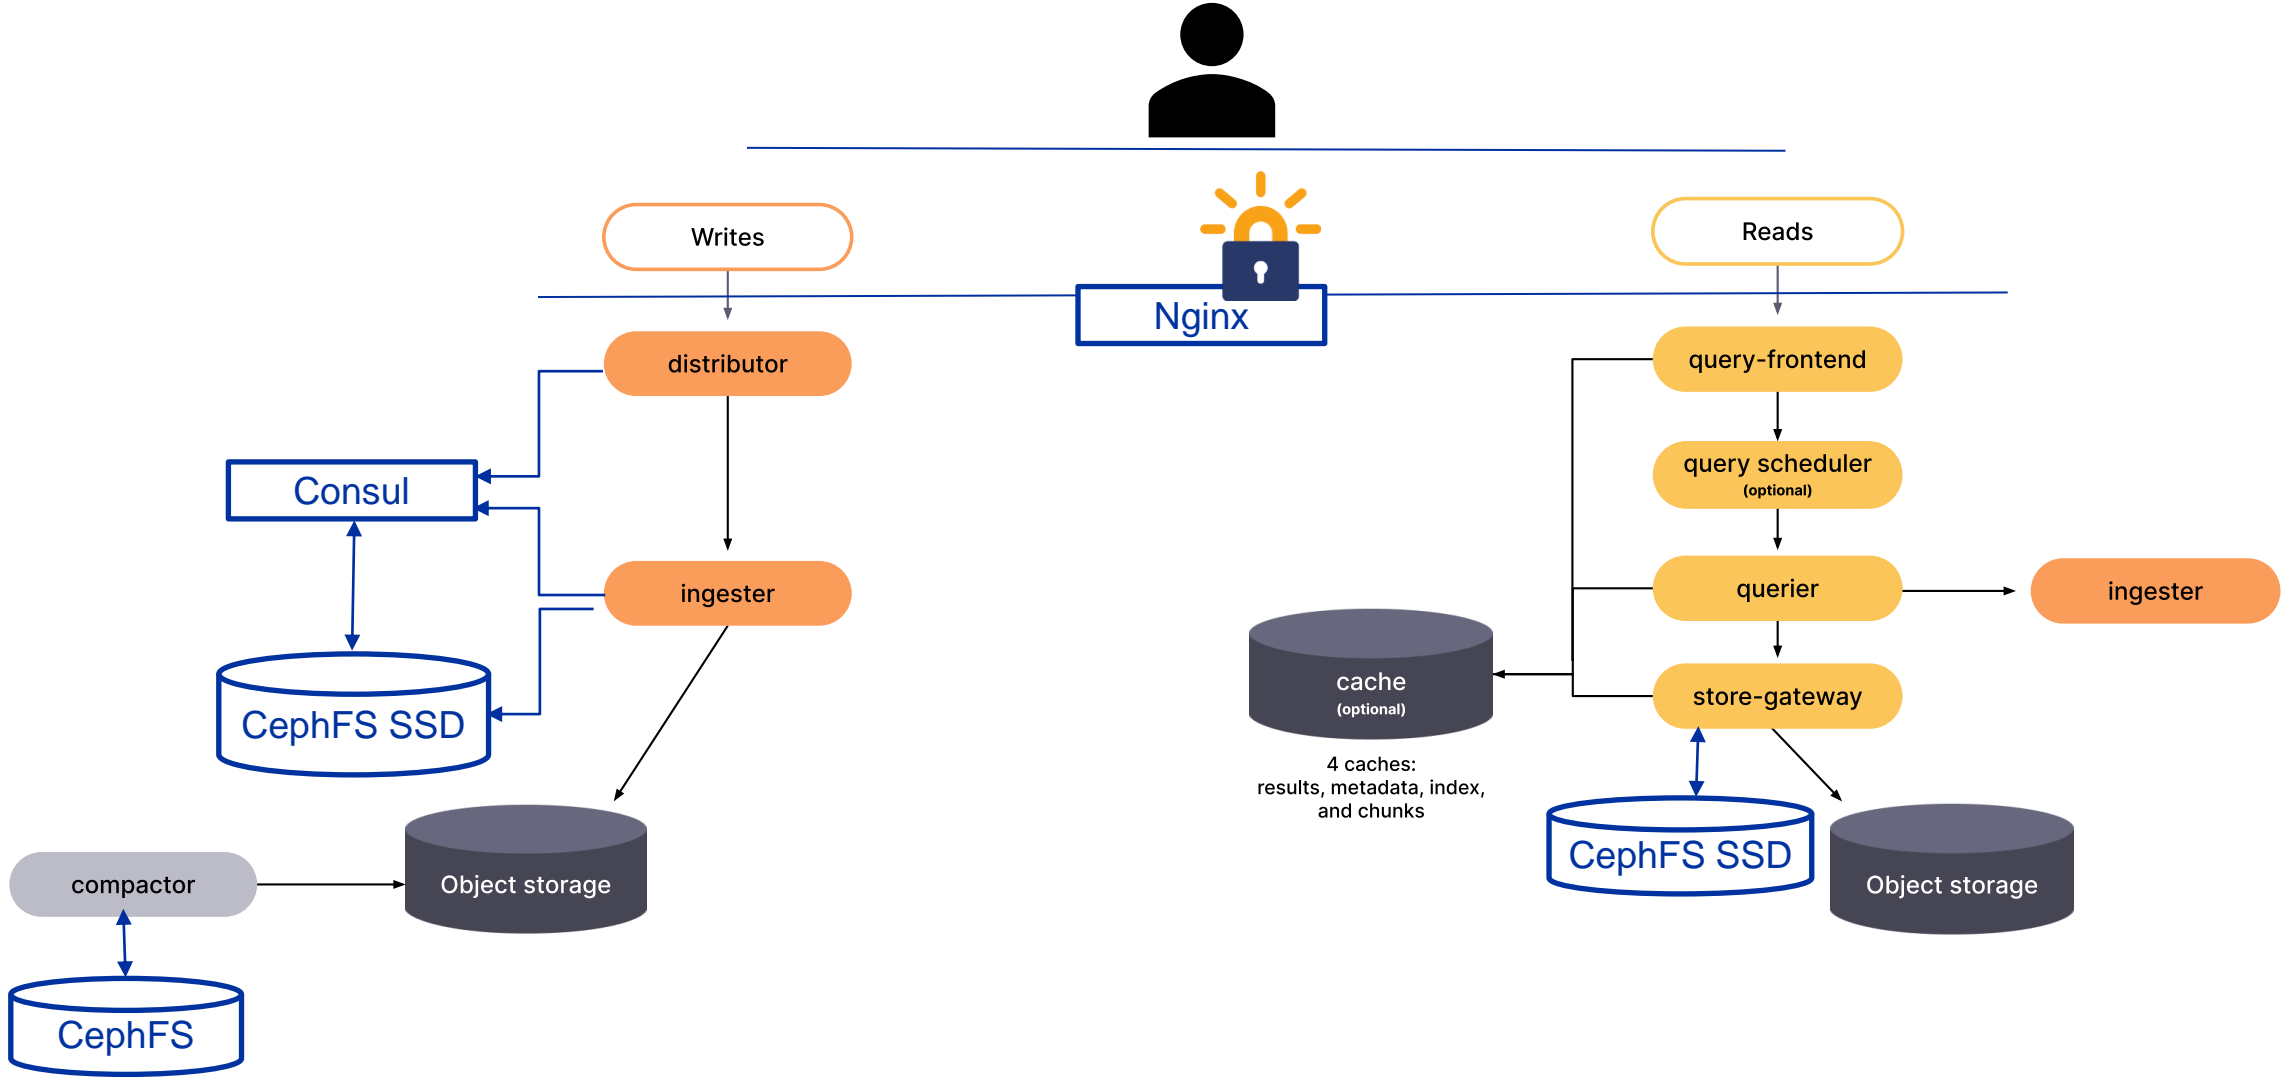 Writes
Reads
Nginx
distributor
query-frontend
query scheduler
(optional)
Consul
ingester
querier
ingester
cache
(optional)
store-gateway
CephFS SSD
4 caches:
results, metadata, index,
and chunks
CephFS SSD
compactor
Object storage
Object storage
CephFS